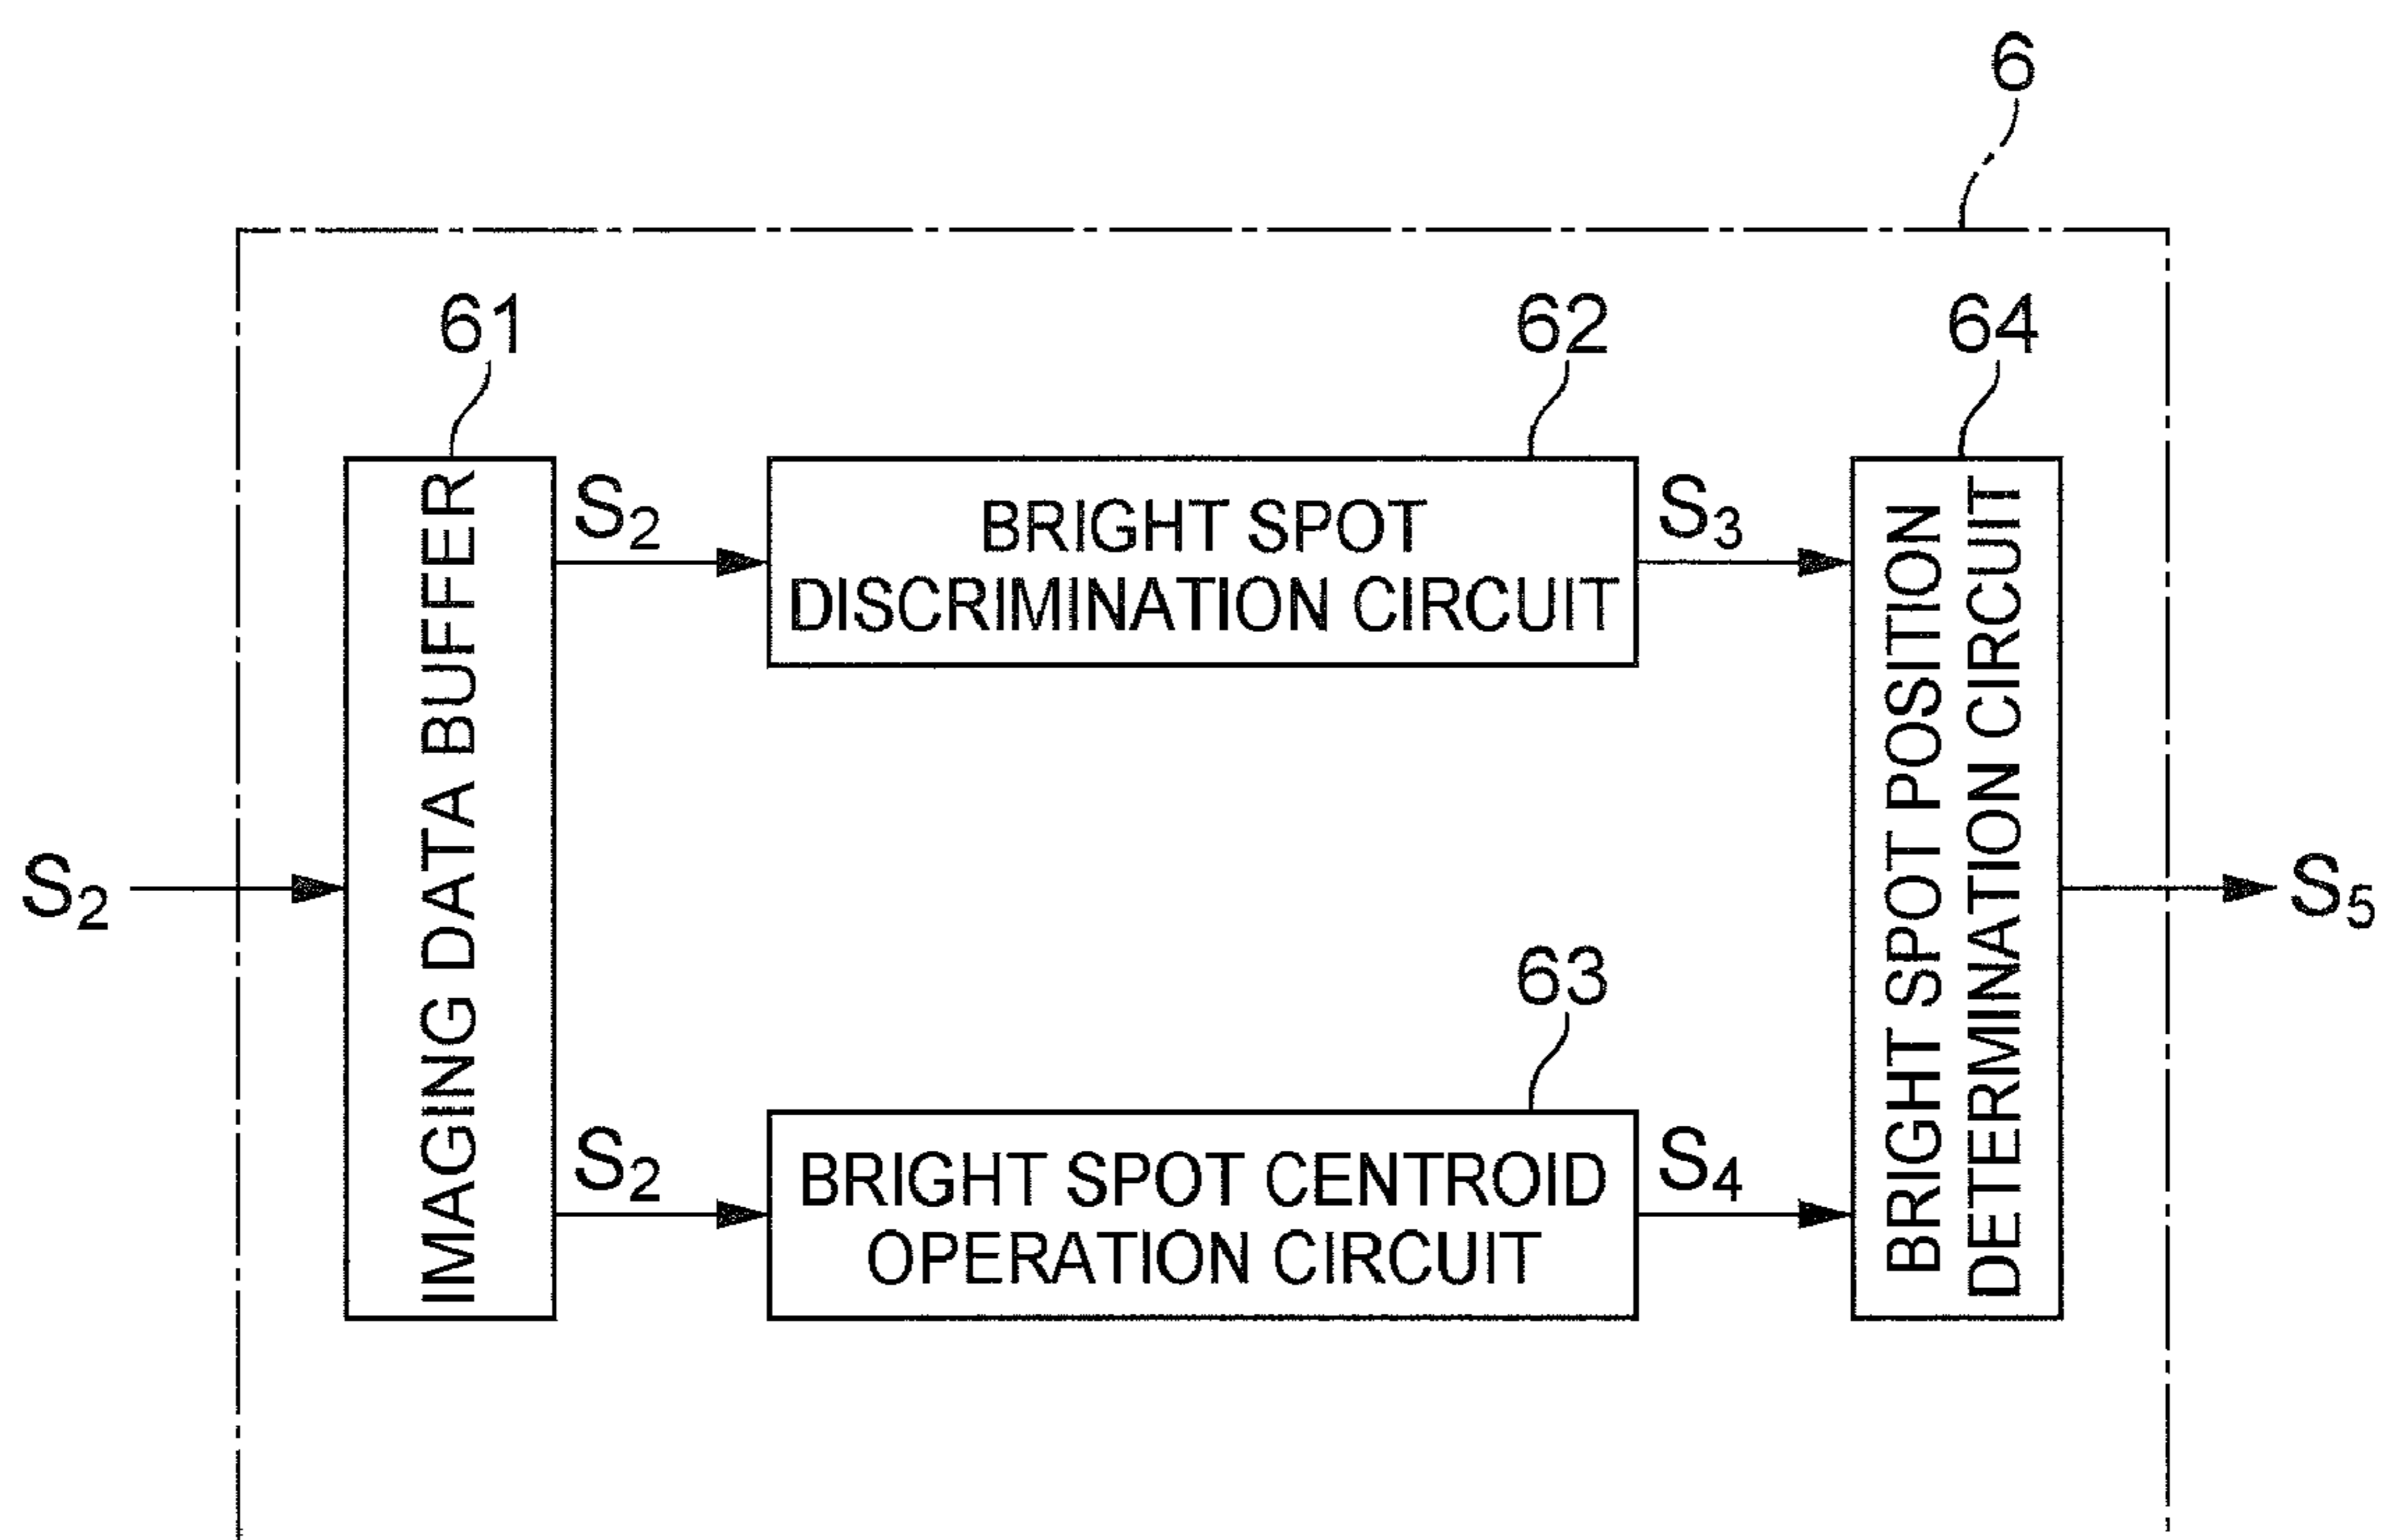 6
61
62
64
S₂
BRIGHT SPOT
DISCRIMINATION CIRCUIT
S₃
IMAGING DATA BUFFER
BRIGHT SPOT POSITION
DETERMINATION CIRCUIT
S₂
S₅
63
S₂
BRIGHT SPOT CENTROID
OPERATION CIRCUIT
S₄